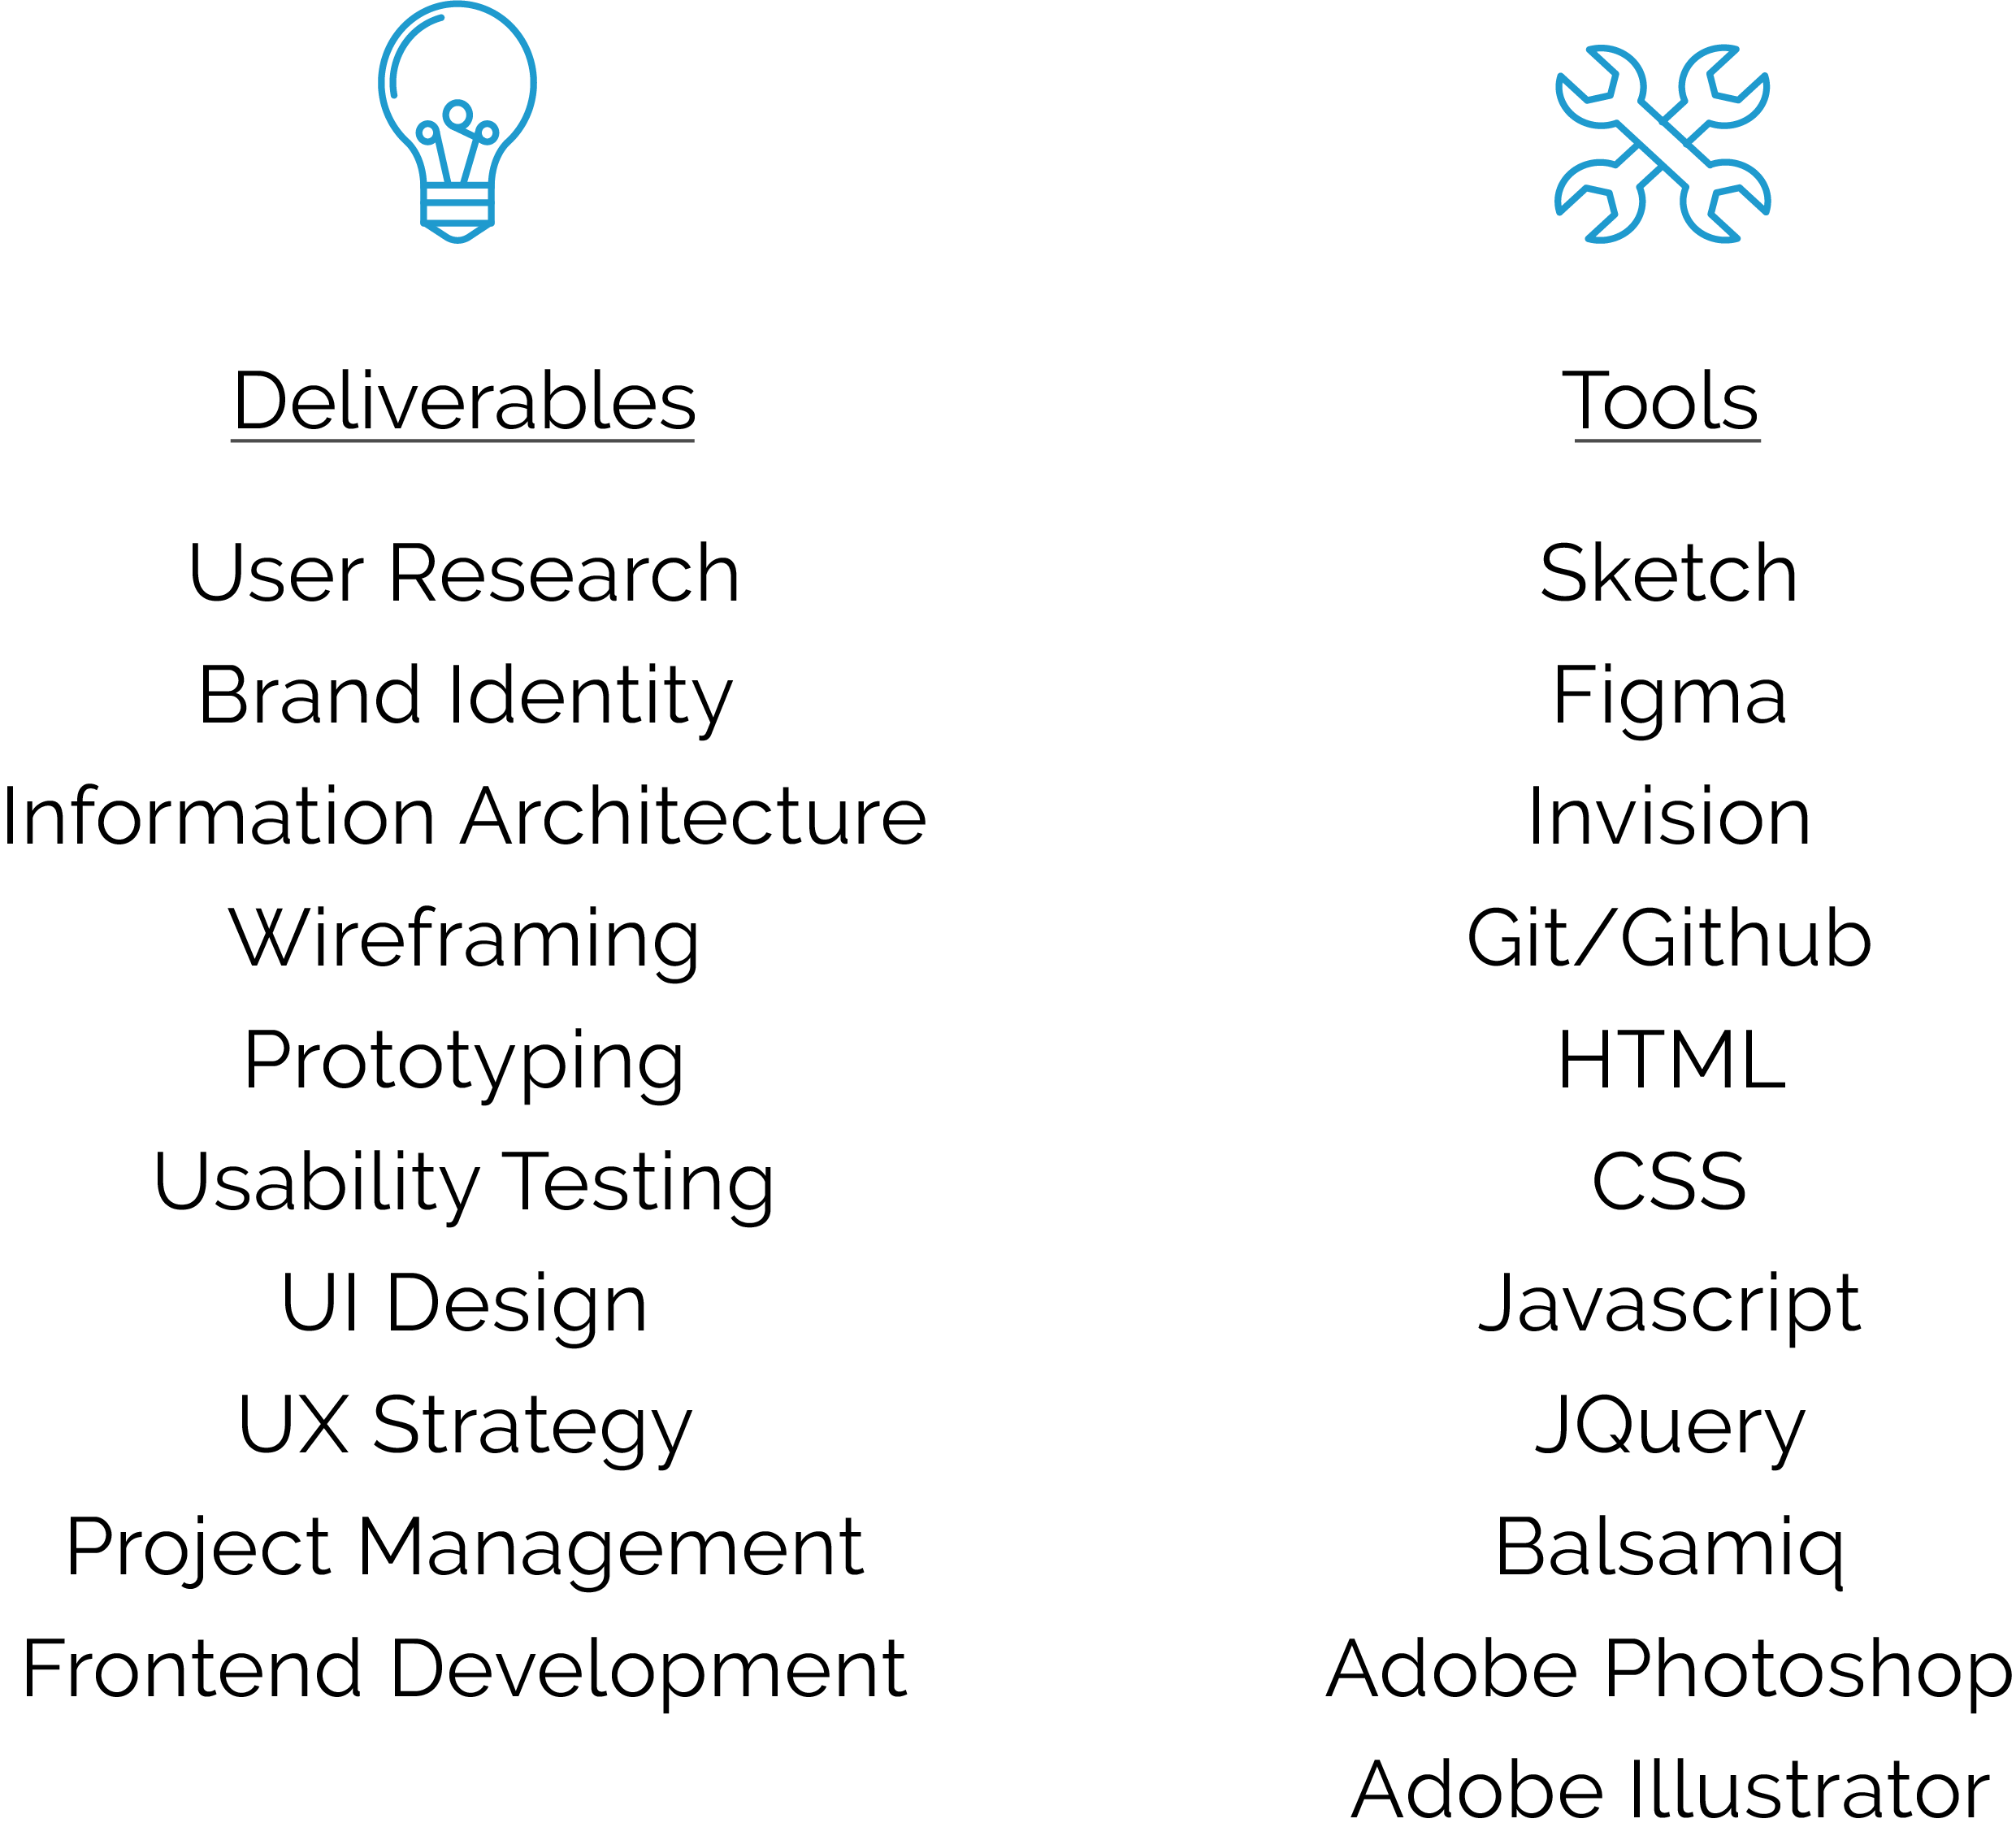 Deliverables
User Research
Brand Identity
Information Architecture
Wireframing
Prototyping
Usability Testing
UI Design
UX Strategy
Project Management
Frontend Development
Tools
Sketch
Figma
Invision
Git/Github
HTML
CSS
Javascript
JQuery
Balsamiq
Adobe Photoshop
Adobe Illustrator